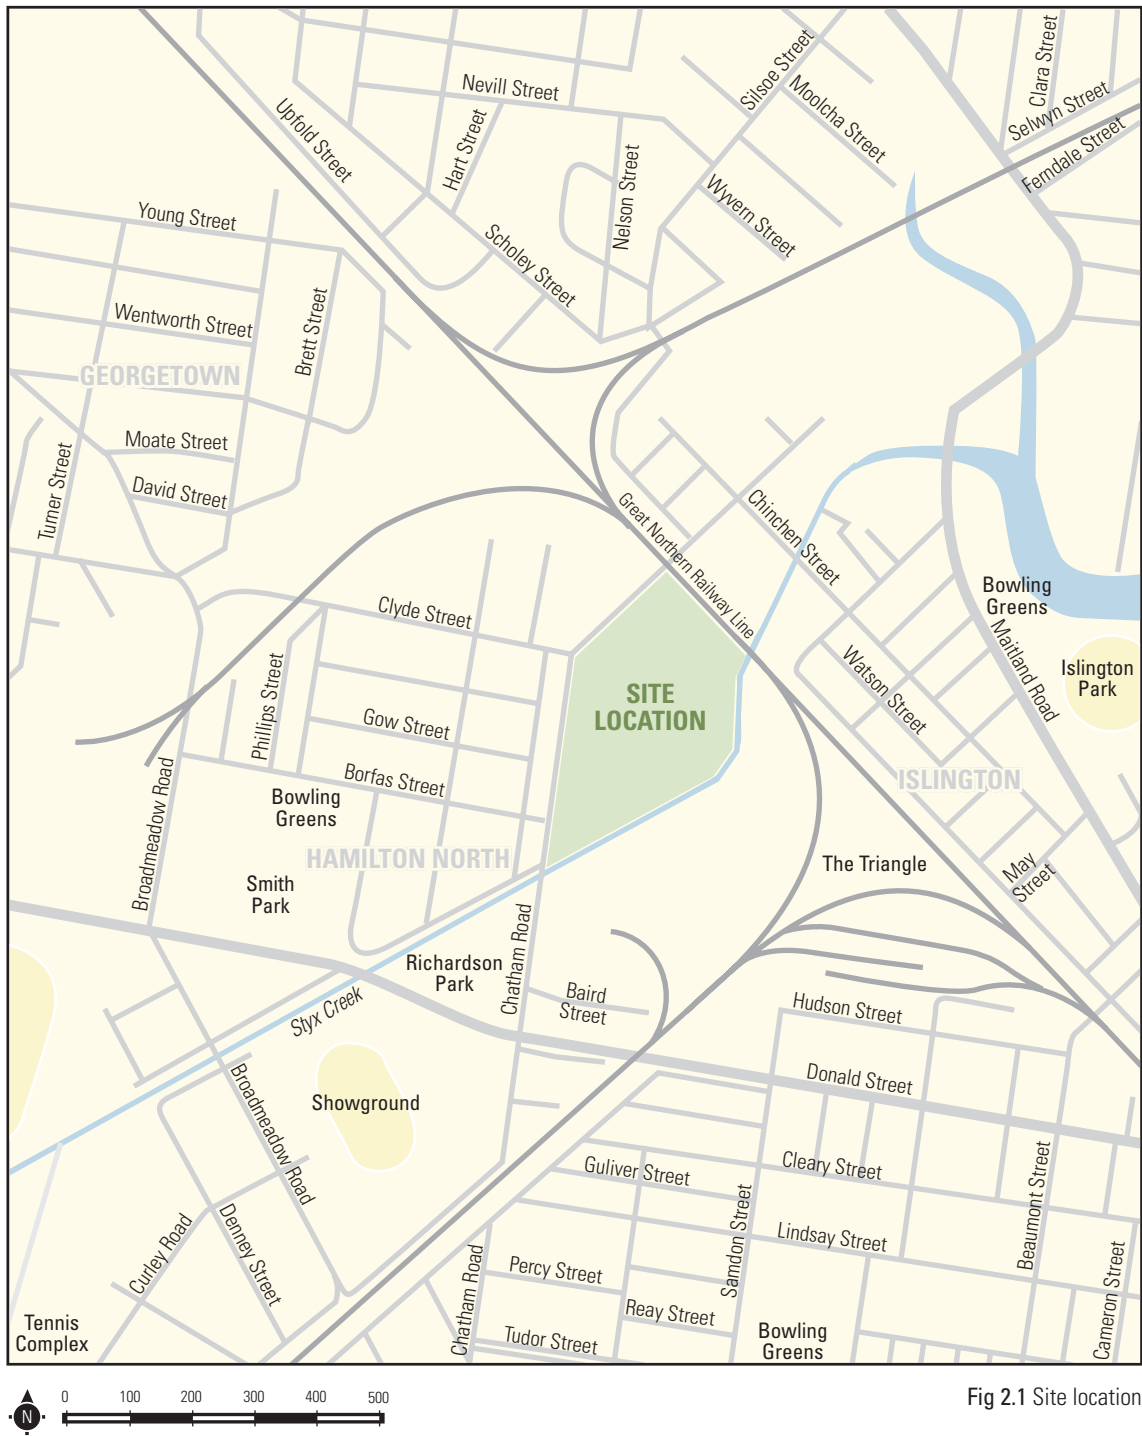 Nevill Street
Silsoe Street
Clara Street
Moolcha Street
Selwyn Street
Upfold Street
Hart Street
Ferndale Street
Nelson Street
Wyvern Street
Young Street
Scholey Street
Wentworth Street
Brett Street
GEORGETOWN
Moate Street
Turner Street
David Street
Great Northern Railway Line
Chinchen Street
Bowling
Greens
Clyde Street
Maitland Road
Islington
Park
Watson Street
SITE
LOCATION
Phillips Street
Gow Street
Borfas Street
ISLINGTON
Broadmeadow Road
Bowling
Greens
HAMILTON NORTH
The Triangle
May
Street
Smith
Park
Chatham Road
Richardson
Park
Baird
Street
Styx Creek
Hudson Street
Donald Street
Broadmeadow Road
Showground
Guliver Street
Cleary Street
Beaumont Street
Samdon Street
Curley Road
Denney Street
Lindsay Street
Chatham Road
Percy Street
Cameron Street
Reay Street
Tennis
Complex
Tudor Street
Bowling
Greens
N
0 100 200 300 400 500
Fig 2.1 Site location